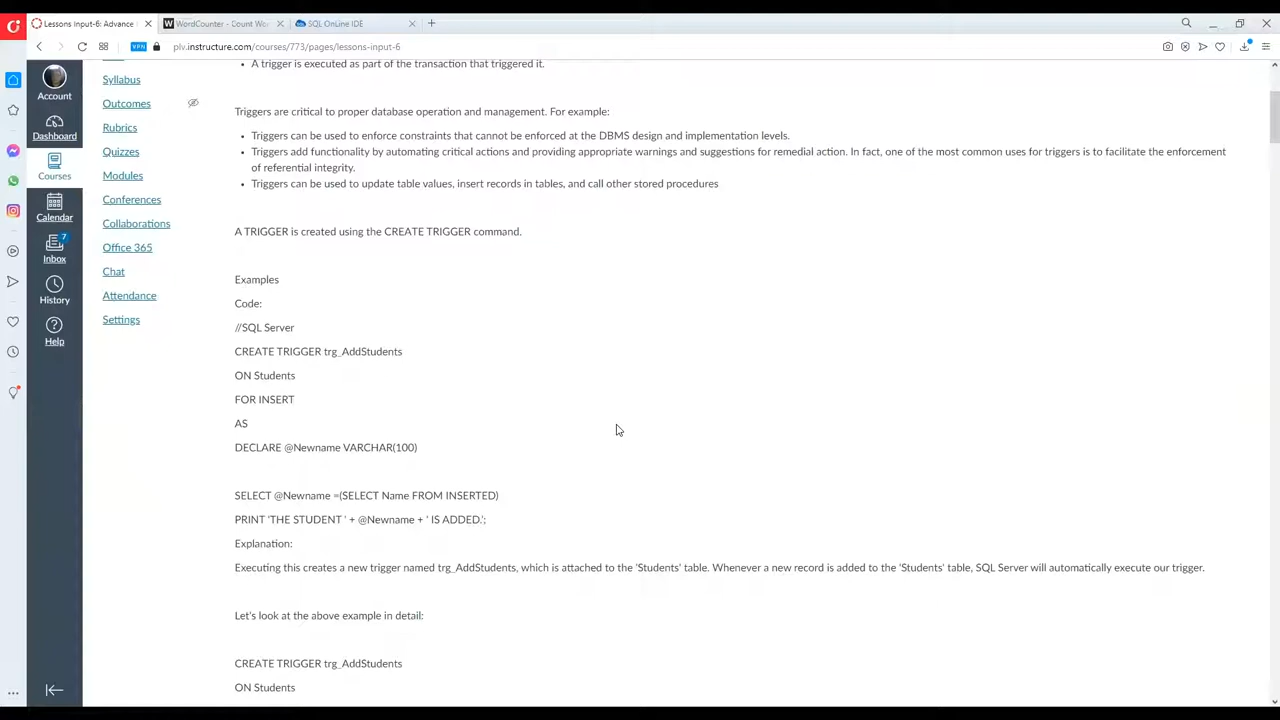 Lessons Input-6: Advance
WordCounter - Count Wo
SQL OnLine IDE
VPN
plv.instructure.com/courses/773/pages/lessons-input-6
Account
Dashboard
Courses
Calendar
7
Inbox
History
Help
Syllabus
Outcomes
Rubrics
Quizzes
Modules
Conferences
Collaborations
Office 365
Chat
Attendance
Settings
• A trigger is executed as part of the transaction that triggered it.
Triggers are critical to proper database operation and management. For example:
• Triggers can be used to enforce constraints that cannot be enforced at the DBMS design and implementation levels.
• Triggers add functionality by automating critical actions and providing appropriate warnings and suggestions for remedial action. In fact, one of the most common uses for triggers is to facilitate the enforcement
of referential integrity.
• Triggers can be used to update table values, insert records in tables, and call other stored procedures
A TRIGGER is created using the CREATE TRIGGER command.
Examples
Code:
//SQL Server
CREATE TRIGGER trg_AddStudents
ON Students
FOR INSERT
AS
DECLARE @Newname VARCHAR(100)
SELECT @Newname =(SELECT Name FROM INSERTED)
PRINT 'THE STUDENT ' + @Newname + ' IS ADDED.';
Explanation:
Executing this creates a new trigger named trg_AddStudents, which is attached to the 'Students' table. Whenever a new record is added to the 'Students' table, SQL Server will automatically execute our trigger.
Let's look at the above example in detail:
CREATE TRIGGER trg_AddStudents
ON Students